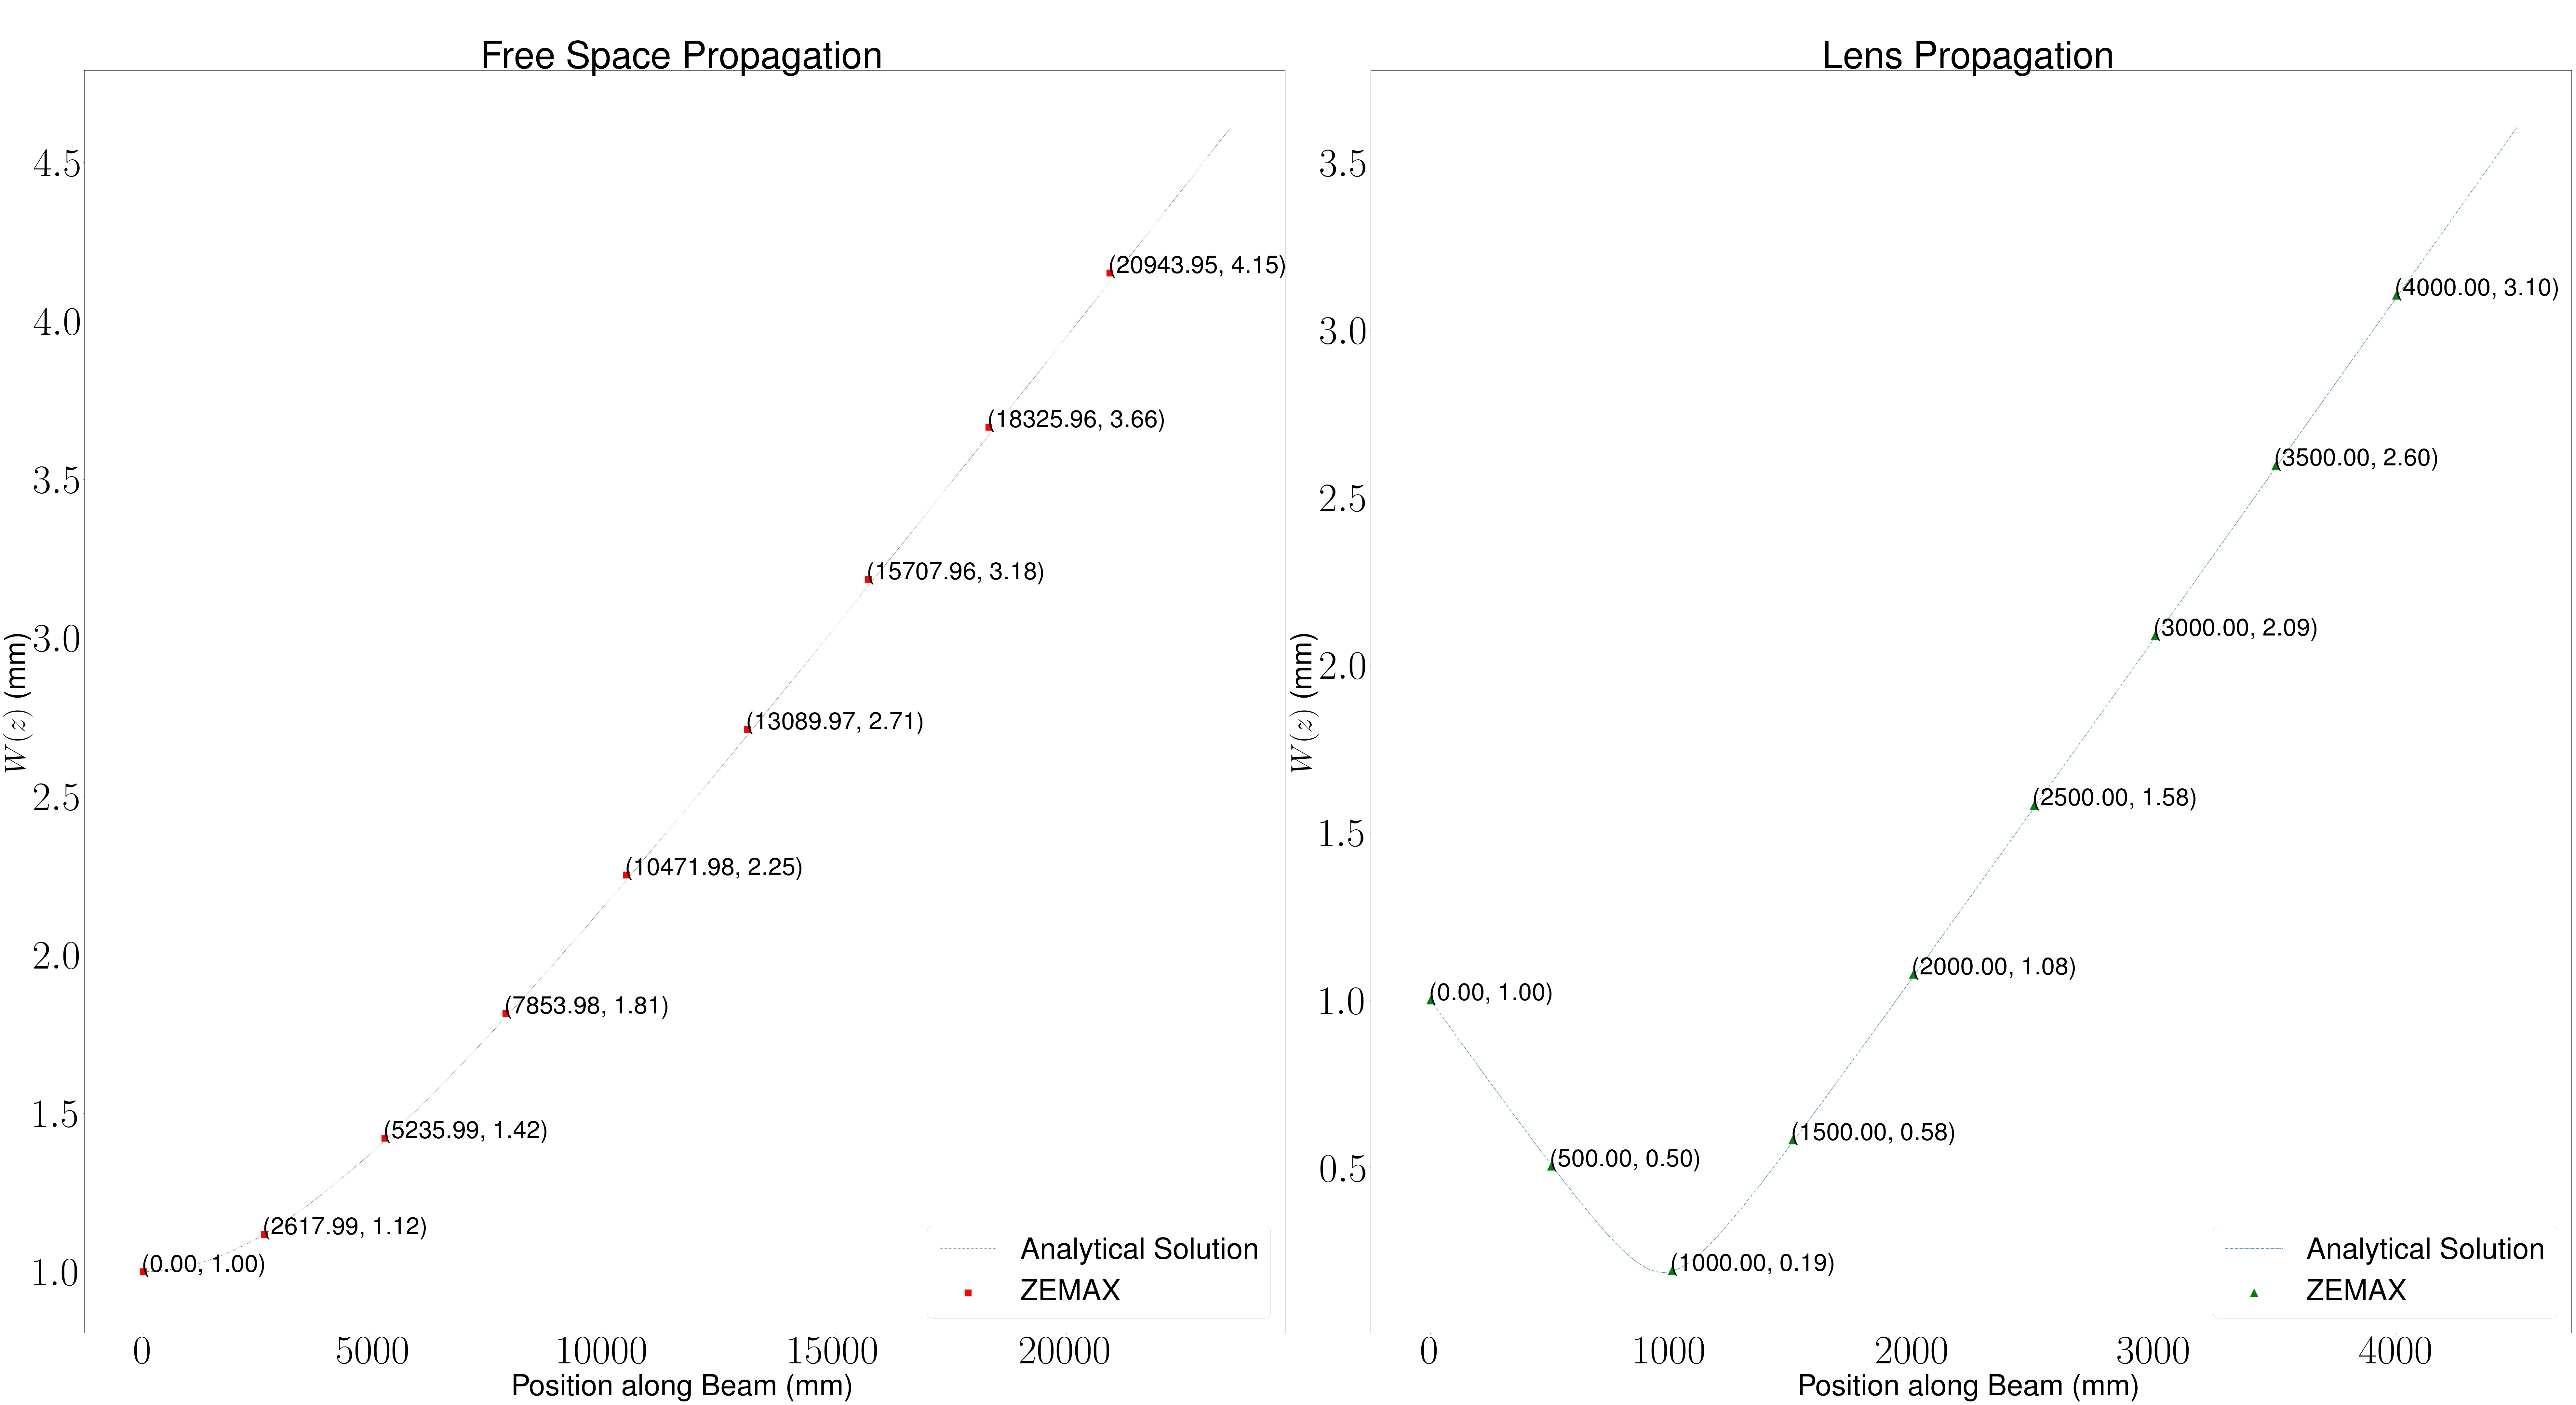 Free Space Propagation
4.5
4.0
3.5
3.0
2.5
2.0
1.5
1.0
W(z) (mm)
(20943.95, 4.15)
(18325.96, 3.66)
(15707.96, 3.18)
(13089.97, 2.71)
(10471.98, 2.25)
(7853.98, 1.81)
(5235.99, 1.42)
(2617.99, 1.12)
(0.00, 1.00)
Analytical Solution
ZEMAX
0 5000 10000 15000 20000
Position along Beam (mm)
Lens Propagation
3.5
3.0
2.5
2.0
1.5
1.0
0.5
W(z) (mm)
(4000.00, 3.10)
(3500.00, 2.60)
(3000.00, 2.09)
(2500.00, 1.58)
(2000.00, 1.08)
(0.00, 1.00)
(1500.00, 0.58)
(500.00, 0.50)
(1000.00, 0.19)
Analytical Solution
ZEMAX
0 1000 2000 3000 4000
Position along Beam (mm)